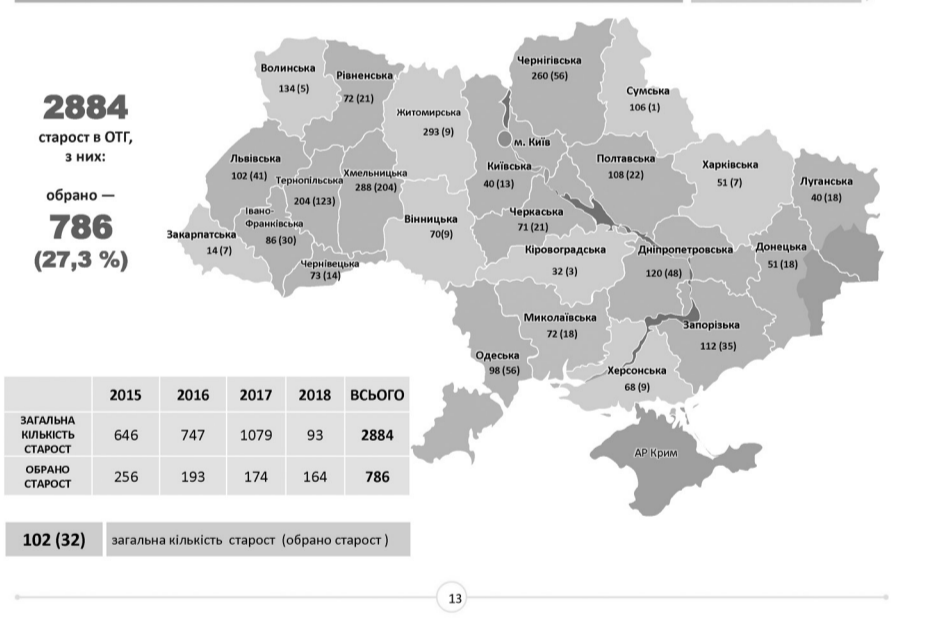 2884
старост в ОТГ,
з них:
обрано —
786
(27,3 %)
Волинська
134 (5)
Рівненська
72 (21)
Житомирська
293 (9)
Чернігівська
260 (56)
Сумська
106 (1)
м. Київ
Київська
40 (13)
Львівська
102 (41)
Тернопільська
204 (123)
Хмельницька
288 (204)
Полтавська
108 (22)
Харківська
51 (7)
Луганська
40 (18)
Івано-
Франківська
86 (30)
Закарпатська
14 (7)
Чернівецька
73 (14)
Вінницька
70(9)
Черкаська
71 (21)
Кіровоградська
32 (3)
Дніпропетровська
120 (48)
Донецька
51 (18)
Миколаївська
72 (18)
Запорізька
112 (35)
Одеська
98 (56)
Херсонська
68 (9)
АР Крим
2015 2016 2017 2018 ВСЬОГО
ЗАГАЛЬНА
КІЛЬКІСТЬ
СТАРОСТ
646 747 1079 93 2884
ОБРАНО
СТАРОСТ
256 193 174 164 786
102 (32) загальна кількість старост (обрано старост )
13